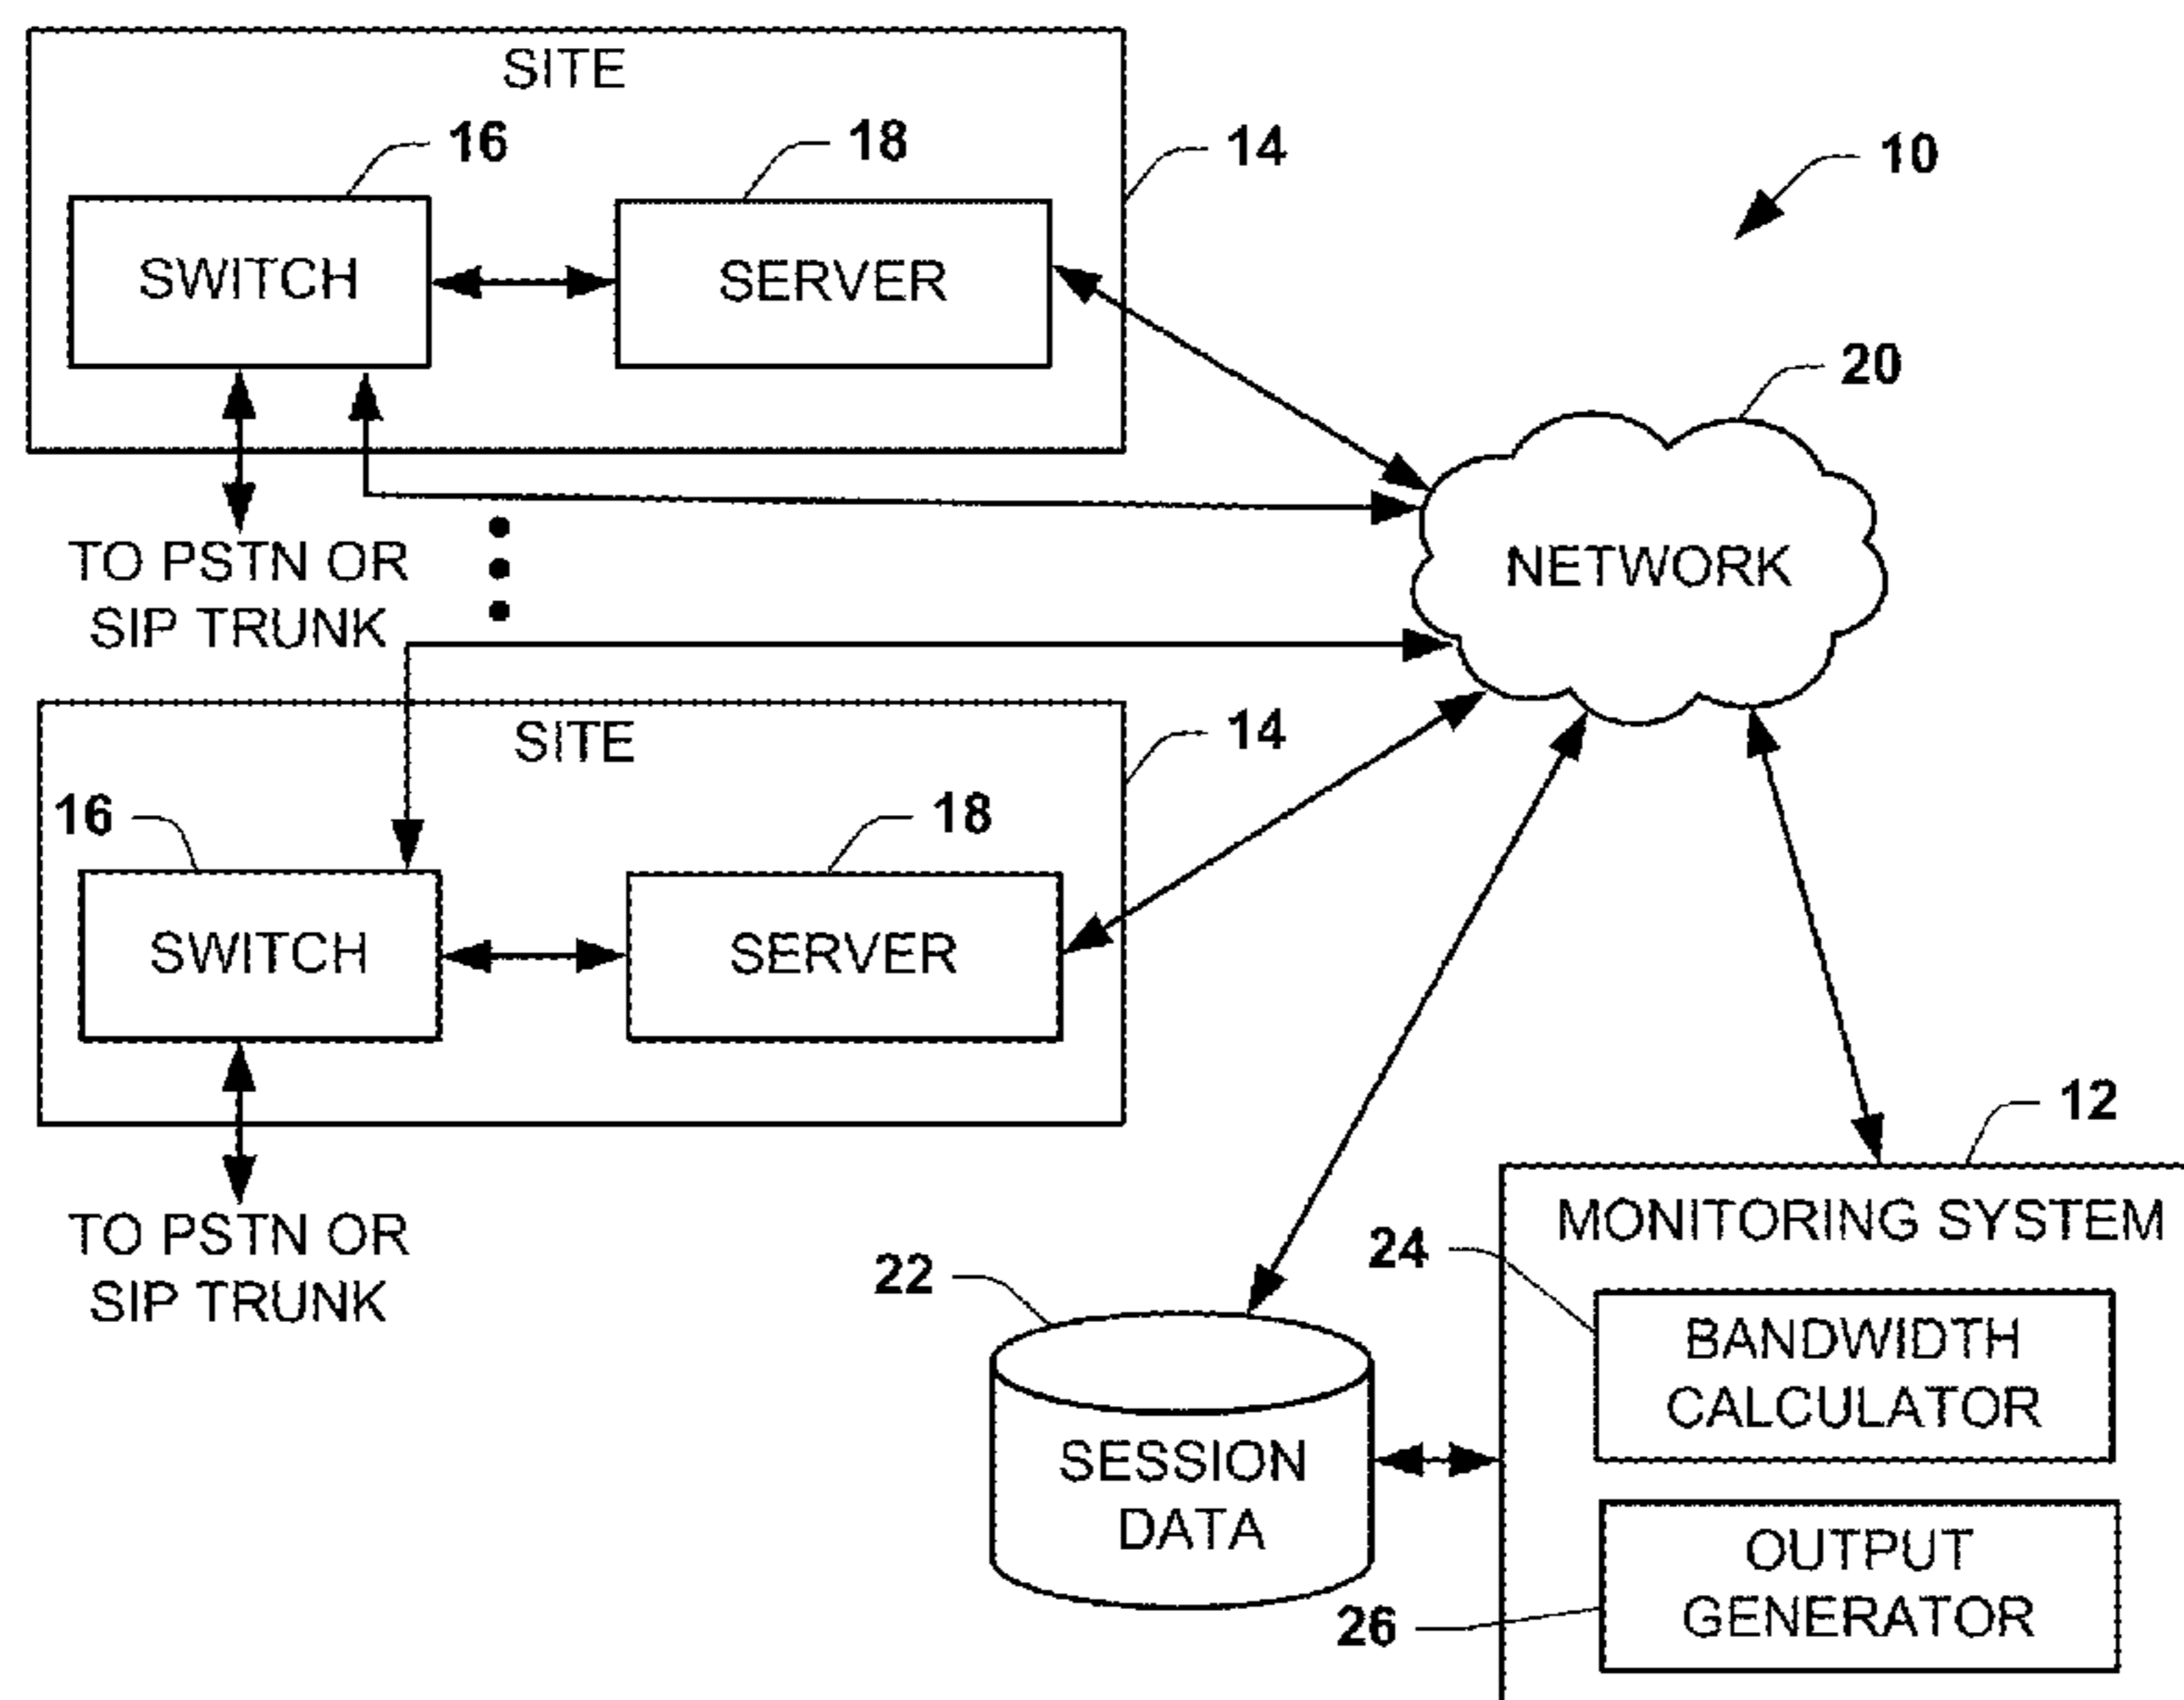 SITE
16
18
14
10
SWITCH
SERVER
20
TO PSTN OR
SIP TRUNK
NETWORK
SITE
14
16
18
SWITCH
SERVER
12
TO PSTN OR
SIP TRUNK
MONITORING SYSTEM
22
24
BANDWIDTH
CALCULATOR
SESSION
DATA
OUTPUT
GENERATOR
26